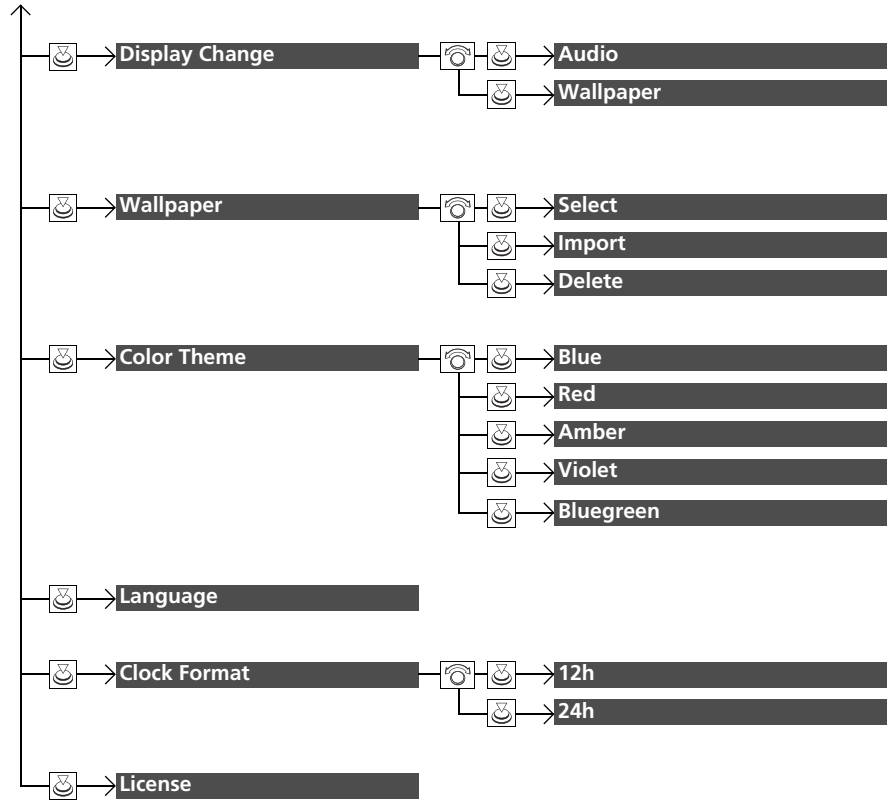 Display Change
Audio
Wallpaper
Wallpaper
Select
Import
Delete
Color Theme
Blue
Red
Amber
Violet
Bluegreen
Language
Clock Format
12h
24h
License